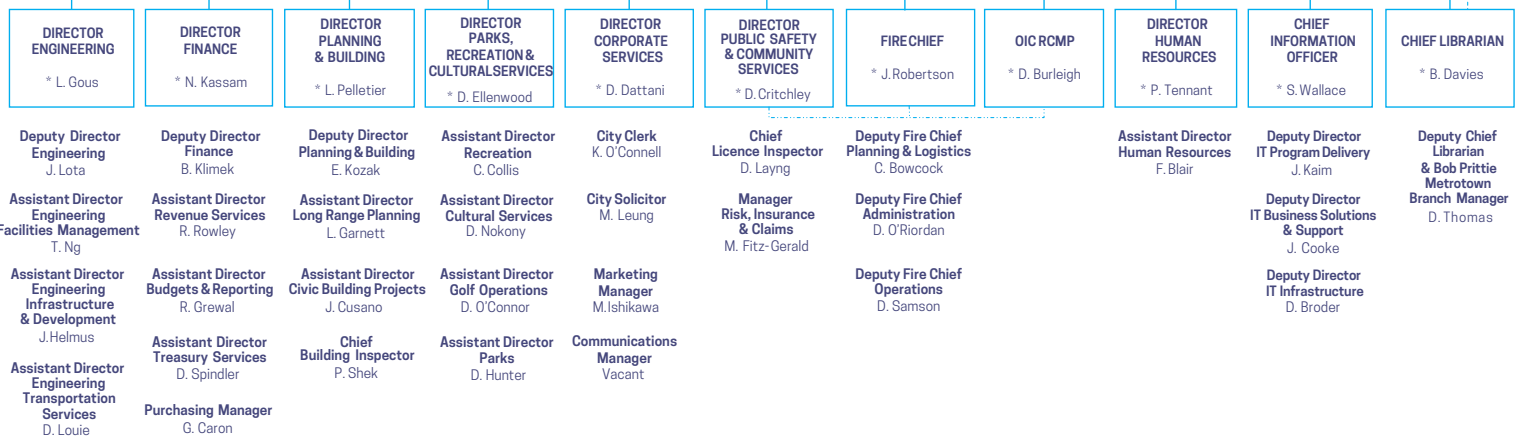 DIRECTOR
ENGINEERING
* L. Gous
Deputy Director
Engineering
J. Lota
Assistant Director
Engineering
Facilities Management
T. Ng
Assistant Director
Engineering
Infrastructure
& Development
J.Helmus
Assistant Director
Engineering
Transportation
Services
D. Louie
DIRECTOR
FINANCE
* N. Kassam
Deputy Director
Finance
B. Klimek
Assistant Director
Revenue Services
R. Rowley
Assistant Director
Budgets & Reporting
R. Grewal
Assistant Director
Treasury Services
D. Spindler
Purchasing Manager
G. Caron
DIRECTOR
PLANNING
& BUILDING
* L. Pelletier
Deputy Director
Planning & Building
E. Kozak
Assistant Director
Long Range Planning
L. Garnett
Assistant Director
Civic Building Projects
J. Cusano
Chief
Building Inspector
P. Shek
DIRECTOR
PARKS,
RECREATION &
CULTURAL SERVICES
* D. Ellenwood
Assistant Director
Recreation
C. Collis
Assistant Director
Cultural Services
D. Nokony
Assistant Director
Golf Operations
D. O'Connor
Assistant Director
Parks
D. Hunter
DIRECTOR
CORPORATE
SERVICES
* D. Dattani
City Clerk
K. O'Connell
City Solicitor
M. Leung
Marketing
Manager
M.Ishikawa
Communications
Manager
Vacant
DIRECTOR
PUBLIC SAFETY
& COMMUNITY
SERVICES
* D. Critchley
Chief
Licence Inspector
D. Layng
Manager
Risk, Insurance
& Claims
M. Fitz-Gerald
FIRE CHIEF
* J. Robertson
Deputy Fire Chief
Planning & Logistics
C. Bowcock
Deputy Fire Chief
Administration
D. O'Riordan
Deputy Fire Chief
Operations
D. Samson
OIC RCMP
* D. Burleigh
DIRECTOR
HUMAN
RESOURCES
* P. Tennant
Assistant Director
Human Resources
F. Blair
CHIEF
INFORMATION
OFFICER
* S. Wallace
Deputy Director
IT Program Delivery
J. Kaim
Deputy Director
IT Business Solutions
& Support
J. Cooke
Deputy Director
IT Infrastructure
D. Broder
CHIEF LIBRARIAN
* B. Davies
Deputy Chief
Librarian
& Bob Prittie
Metrotown
Branch Manager
D. Thomas